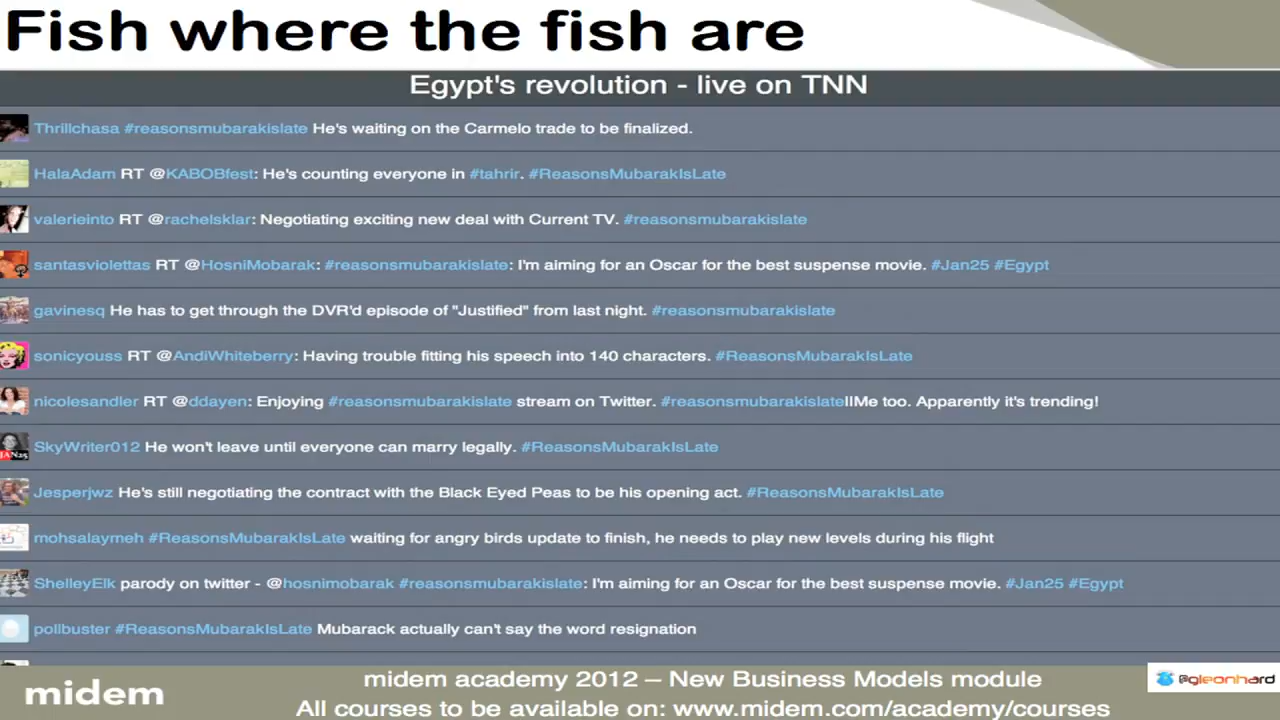 Fish where the fish are
Egypt's revolution - live on TNN
Thrillchasa #reasonsmubarakislate He's waiting on the Carmelo trade to be finalized.
HalaAdam RT @KABOBfest: He's counting everyone in #tahrir. #ReasonsMubarakIsLate
valerieinto RT @rachelsklar: Negotiating exciting new deal with Current TV. #reasonsmubarakislate
santasviolettas RT @HosniMobarak: #reasonsmubarakislate: I'm aiming for an Oscar for the best suspense movie. #Jan25 #Egypt
gavinesq He has to get through the DVR'd episode of "Justified" from last night. #reasonsmubarakislate
sonicyouss RT @AndiWhiteberry: Having trouble fitting his speech into 140 characters. #ReasonsMubarakIsLate
nicolesandler RT @ddayen: Enjoying #reasonsmubarakislate stream on Twitter. #reasonsmubarakislateIIMe too. Apparently it's trending!
SkyWriter012 He won't leave until everyone can marry legally. #ReasonsMubarakIsLate
Jesperjwz He's still negotiating the contract with the Black Eyed Peas to be his opening act. #ReasonsMubarakIsLate
mohsalaymeh #ReasonsMubarakIsLate waiting for angry birds update to finish, he needs to play new levels during his flight
ShelleyElk parody on twitter - @hosnimobarak #reasonsmubarakislate: I'm aiming for an Oscar for the best suspense movie. #Jan25 #Egypt
pollbuster #ReasonsMubarakIsLate Mubarack actually can't say the word resignation
midem
midem academy 2012 – New Business Models module
All courses to be available on: www.midem.com/academy/courses
@gleonhard